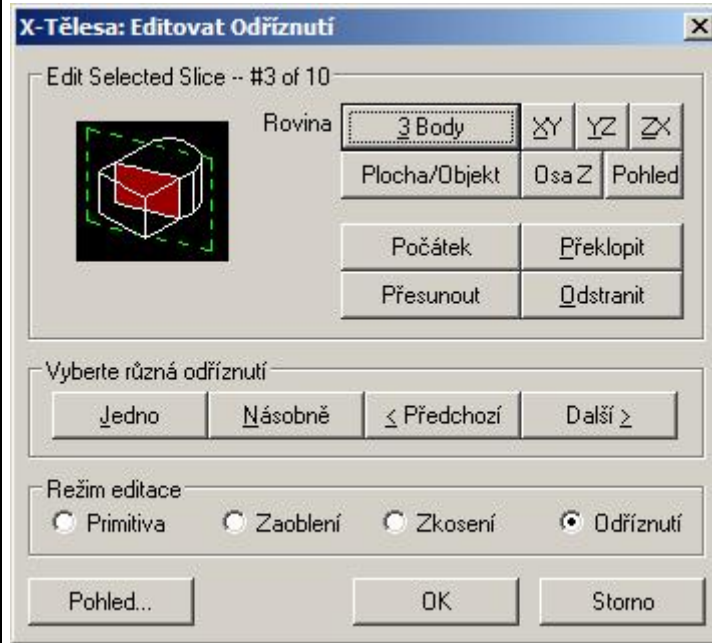 X-Tělesa: Editovat Odříznutí
Edit Selected Slice -- #3 of 10
Rovina 3 Body XY YZ ZX
Plocha/Objekt Osa Z Pohled
Počátek Překlopit
Přesunout Odstranit
Vyberte různá odříznutí
Jedno Násobně < Předchozí Další >
Režim editace
Primitiva Zaoblení Zkosení Odříznutí
Pohled... OK Storno